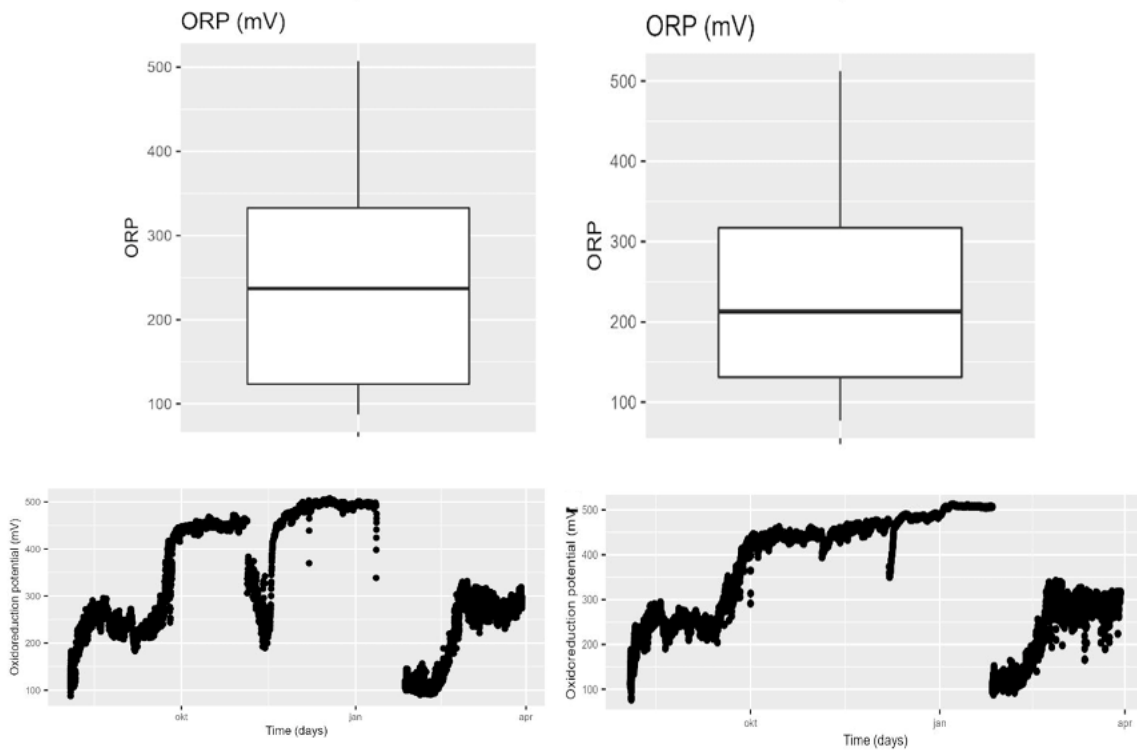 ORP (mV)
500
400
300
200
100
ORP
ORP (mV)
500
400
300
200
100
ORP
500
400
300
200
100
Oxidoreduction potential (mV)
okt
jan
apr
Time (days)
500
400
300
200
100
Oxidoreduction potential (mV
okt
jan
apr
Time (days)